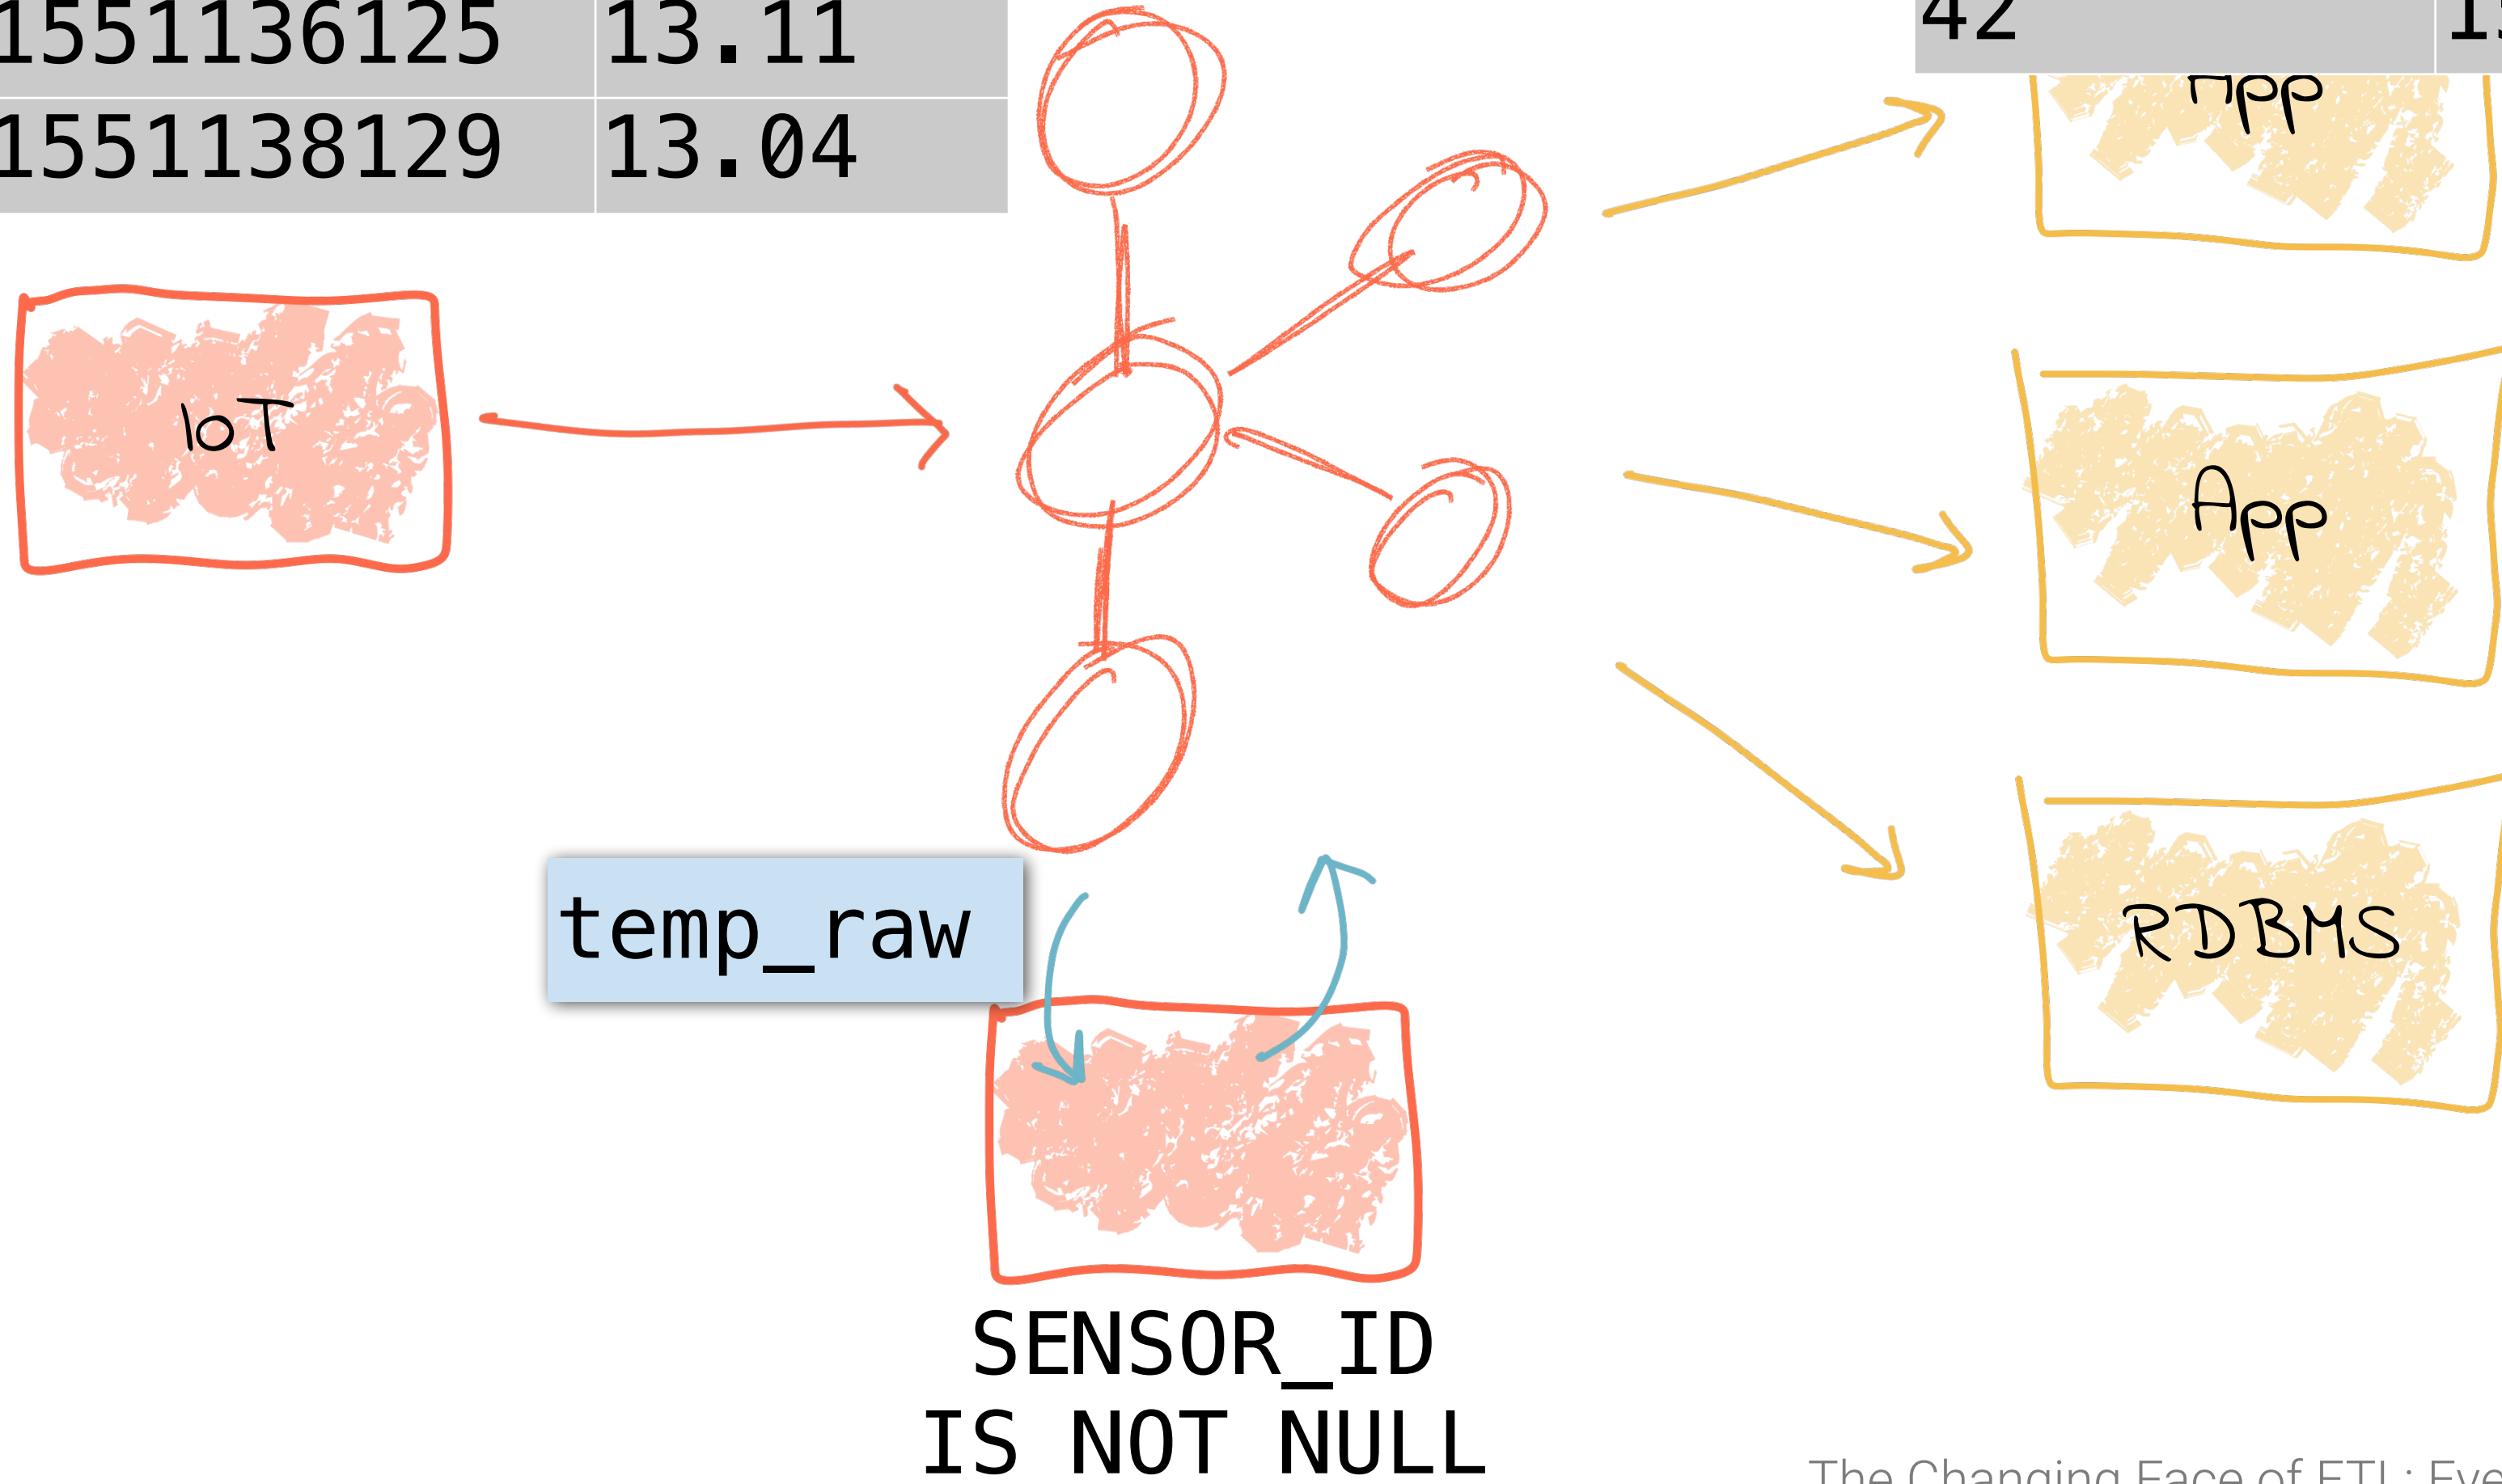 1551136125 13.11
42
1551138129 13.04
App
IoT
App
temp_raw
RDBMS
SENSOR_ID
IS NOT NULL
The Changing Face of ETL: Eve